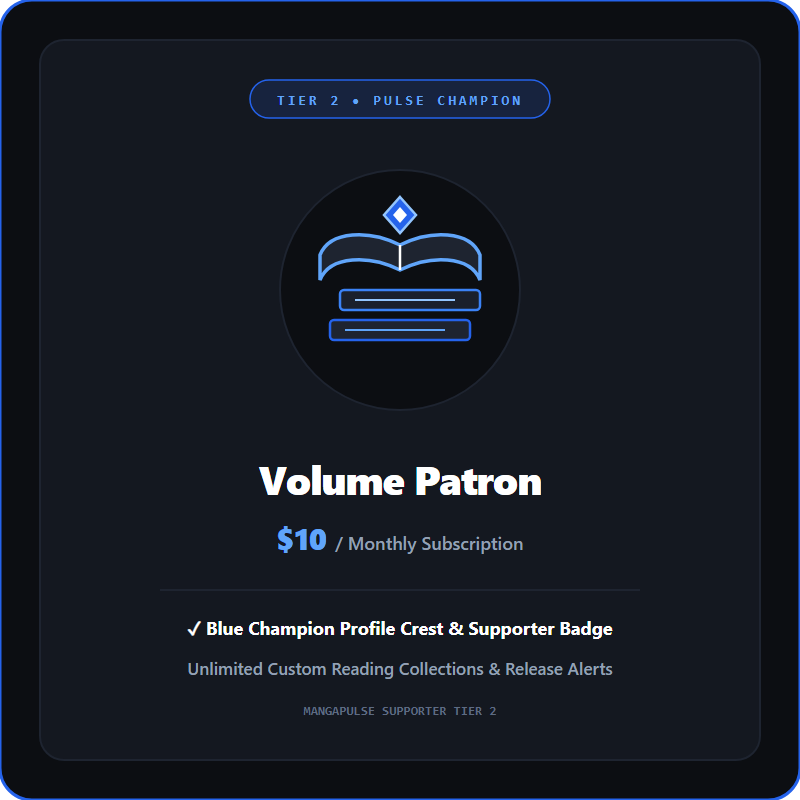 TIER 2 • PULSE CHAMPION
Volume Patron
$10 / Monthly Subscription
✓ Blue Champion Profile Crest & Supporter Badge
Unlimited Custom Reading Collections & Release Alerts
MANGAPULSE SUPPORTER TIER 2